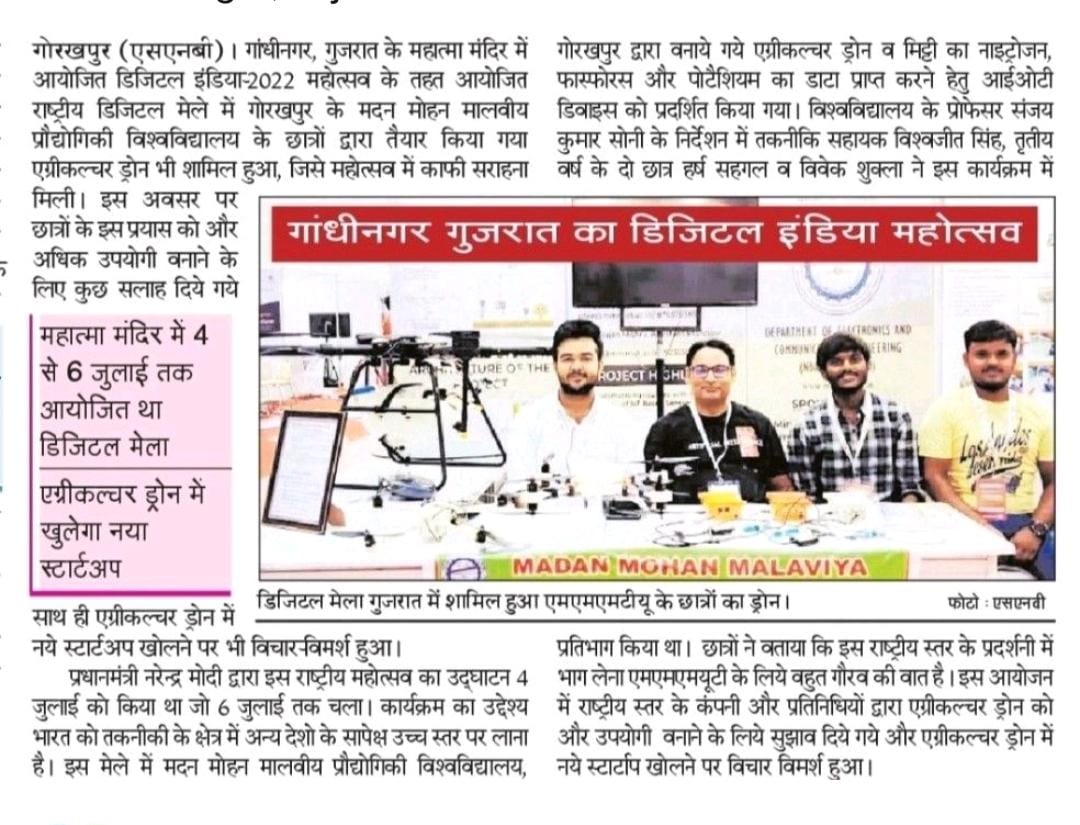 गोरखपुर (एसएनबी)। गांधीनगर, गुजरात के महात्मा मंदिर में
आयोजित डिजिटल इंडिया-2022 महोत्सव के तहत आयोजित
राष्ट्रीय डिजिटल मेले में गोरखपुर के मदन मोहन मालवीय
प्रौद्योगिकी विश्वविद्यालय के छात्रों द्वारा तैयार किया गया
एग्रीकल्चर ड्रोन भी शामिल हुआ, जिसे महोत्सव में काफी सराहना
मिली। इस अवसर पर
छात्रों के इस प्रयास को और
अधिक उपयोगी वनाने के
लिए कुछ सलाह दिये गये
महात्मा मंदिर में 4
से 6 जुलाई तक
आयोजित था
डिजिटल मेला
एग्रीकल्चर ड्रोन में
खुलेगा नया
स्टार्टअप
साथ ही एग्रीकल्चर ड्रोन में
नये स्टार्टअप खोलने पर भी विचार-विमर्श हुआ।
प्रधानमंत्री नरेन्द्र मोदी द्वारा इस राष्ट्रीय महोत्सव का उद्घाटन 4
जुलाई को किया था जो 6 जुलाई तक चला। कार्यक्रम का उद्देश्य
भारत को तकनीकी के क्षेत्र में अन्य देशो के सापेक्ष उच्च स्तर पर लाना
है। इस मेले में मदन मोहन मालवीय प्रौद्योगिकी विश्वविद्यालय,
गोरखपुर द्वारा वनाये गये एग्रीकल्चर ड्रोन व मिट्टी का नाइट्रोजन,
फास्फोरस और पोटैशियम का डाटा प्राप्त करने हेतु आईओटी
डिवाइस को प्रदर्शित किया गया। विश्वविद्यालय के प्रोफेसर संजय
कुमार सोनी के निर्देशन में तकनीकि सहायक विश्वजीत सिंह, तृतीय
वर्ष के दो छात्र हर्ष सहगल व विवेक शुक्ला ने इस कार्यक्रम में
गांधीनगर गुजरात का डिजिटल इंडिया महोत्सव
DEPARTMENT OF ELECTRONICS AND
TURE OF THE
PROJECT HIGHL
MADAN MOHAN MALAVIYA
डिजिटल मेला गुजरात में शामिल हुआ एमएमएमटीयू के छात्रों का ड्रोन।
फोटो : एसएनवी
प्रतिभाग किया था। छात्रों ने वताया कि इस राष्ट्रीय स्तर के प्रदर्शनी में
भाग लेना एमएमएमयूटी के लिये वहुत गौरव की वात है। इस आयोजन
में राष्ट्रीय स्तर के कंपनी और प्रतिनिधियों द्वारा एग्रीकल्चर ड्रोन को
और उपयोगी वनाने के लिये सुझाव दिये गये और एग्रीकल्चर ड्रोन में
नये स्टार्टाप खोलने पर विचार विमर्श हुआ।